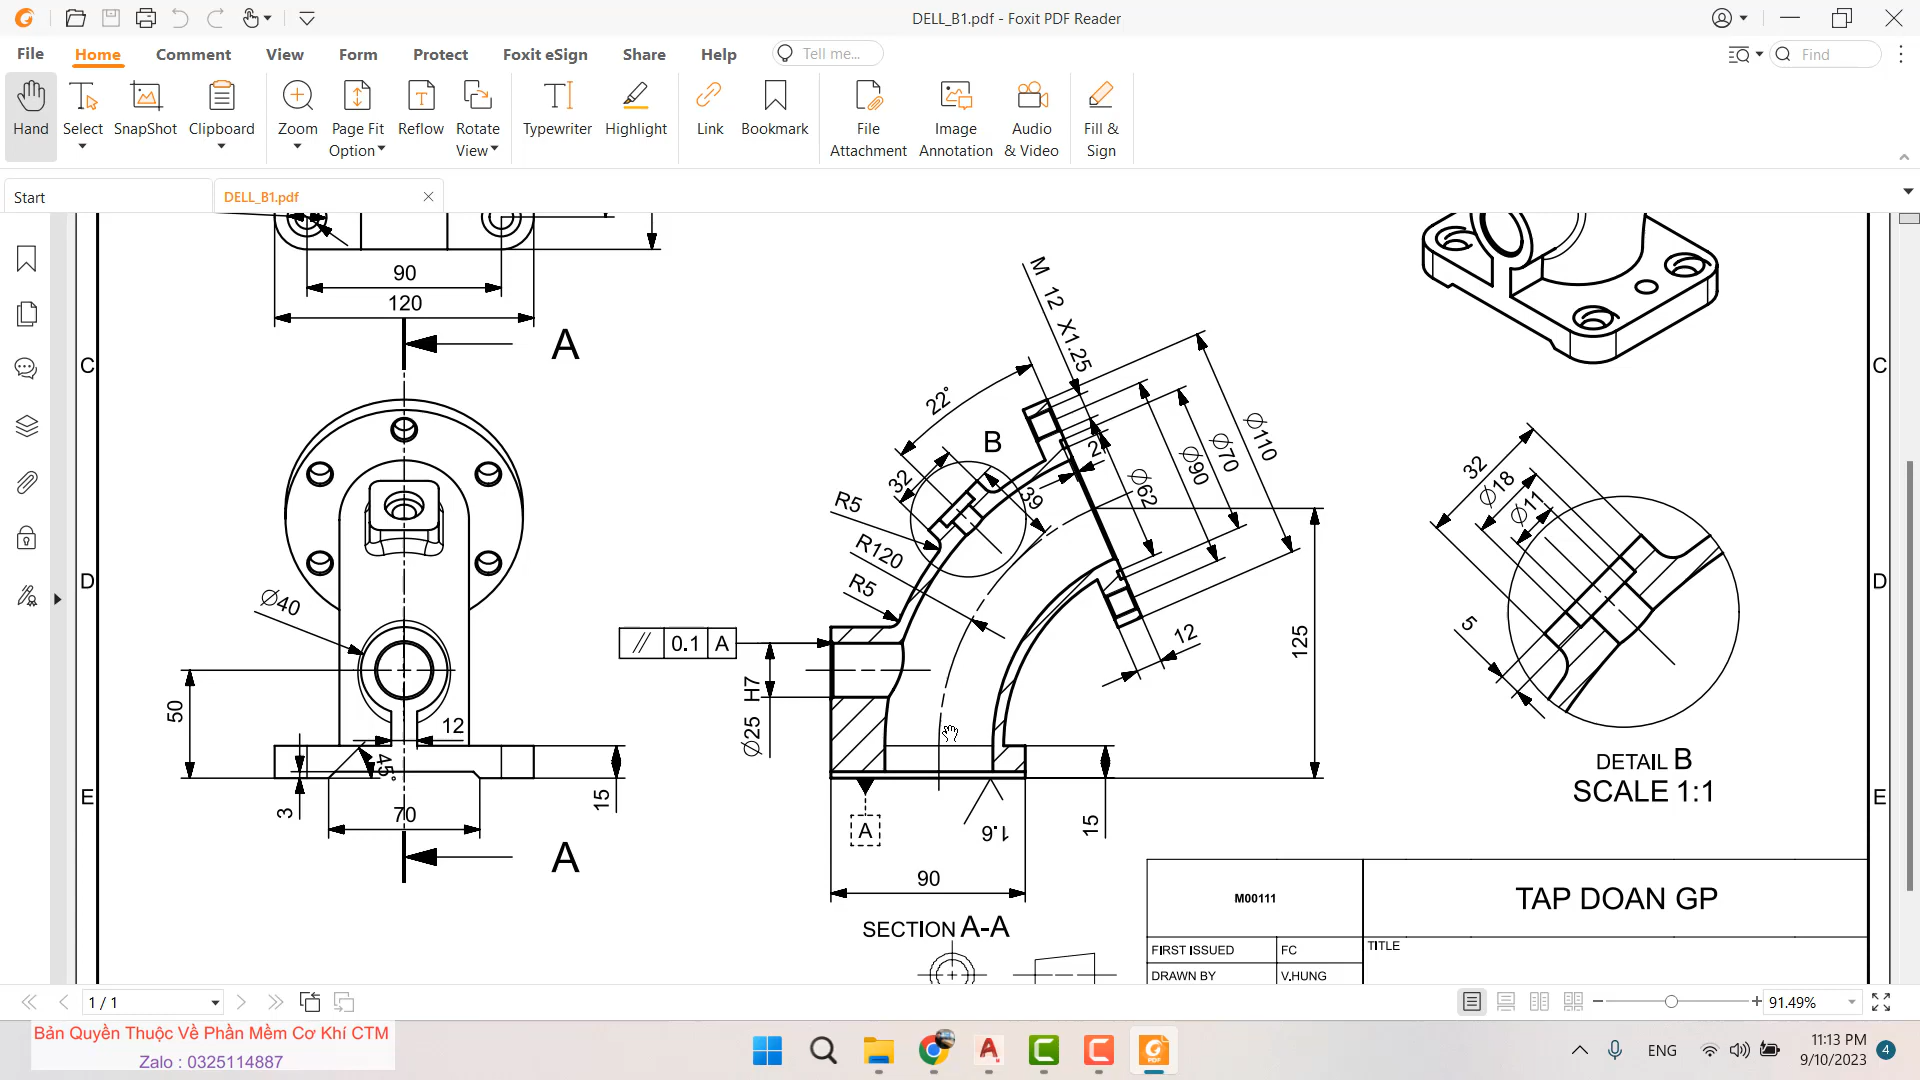 DELL_B1.pdf - Foxit PDF Reader
File Home Comment View Form Protect Foxit eSign Share Help Tell me... Find
Hand Select SnapShot Clipboard Zoom Page Fit Option Reflow Rotate View Typewriter Highlight Link Bookmark File Attachment Image Annotation Audio & Video Fill & Sign
Start DELL_B1.pdf
90
120
A
C
C
M 12 X1.25
22°
B
32
39
2
Ø62
Ø90
Ø70
Ø110
R5
R120
R5
32
Ø18
Ø11
5
D
D
Ø40
// 0.1 A
Ø25 H7
125
12
50
12
45°
3
70
15
A
A
1.6
15
90
SECTION A-A
DETAIL B
SCALE 1:1
E
E
M00111
TAP DOAN GP
FIRST ISSUED FC
TITLE
DRAWN BY V,HUNG
1 / 1
91.49%
Bản Quyền Thuộc Về Phần Mềm Cơ Khí CTM
Zalo : 0325114887
PDF
ENG
11:13 PM
9/10/2023
4